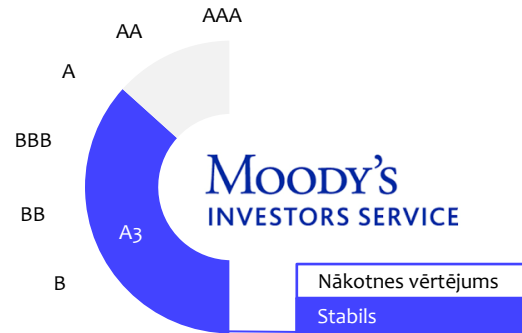 AAA
AA
A
BBB
BB
B
A3
MOODY'S
INVESTORS SERVICE
Nākotnes vērtējums
Stabils